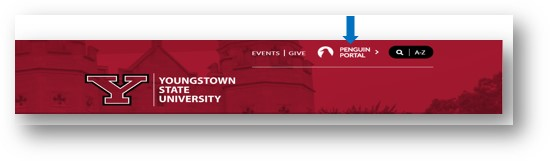 EVENTS | GIVE PENGUIN PORTAL > | A-Z
Y YOUNGSTOWN
STATE
UNIVERSITY